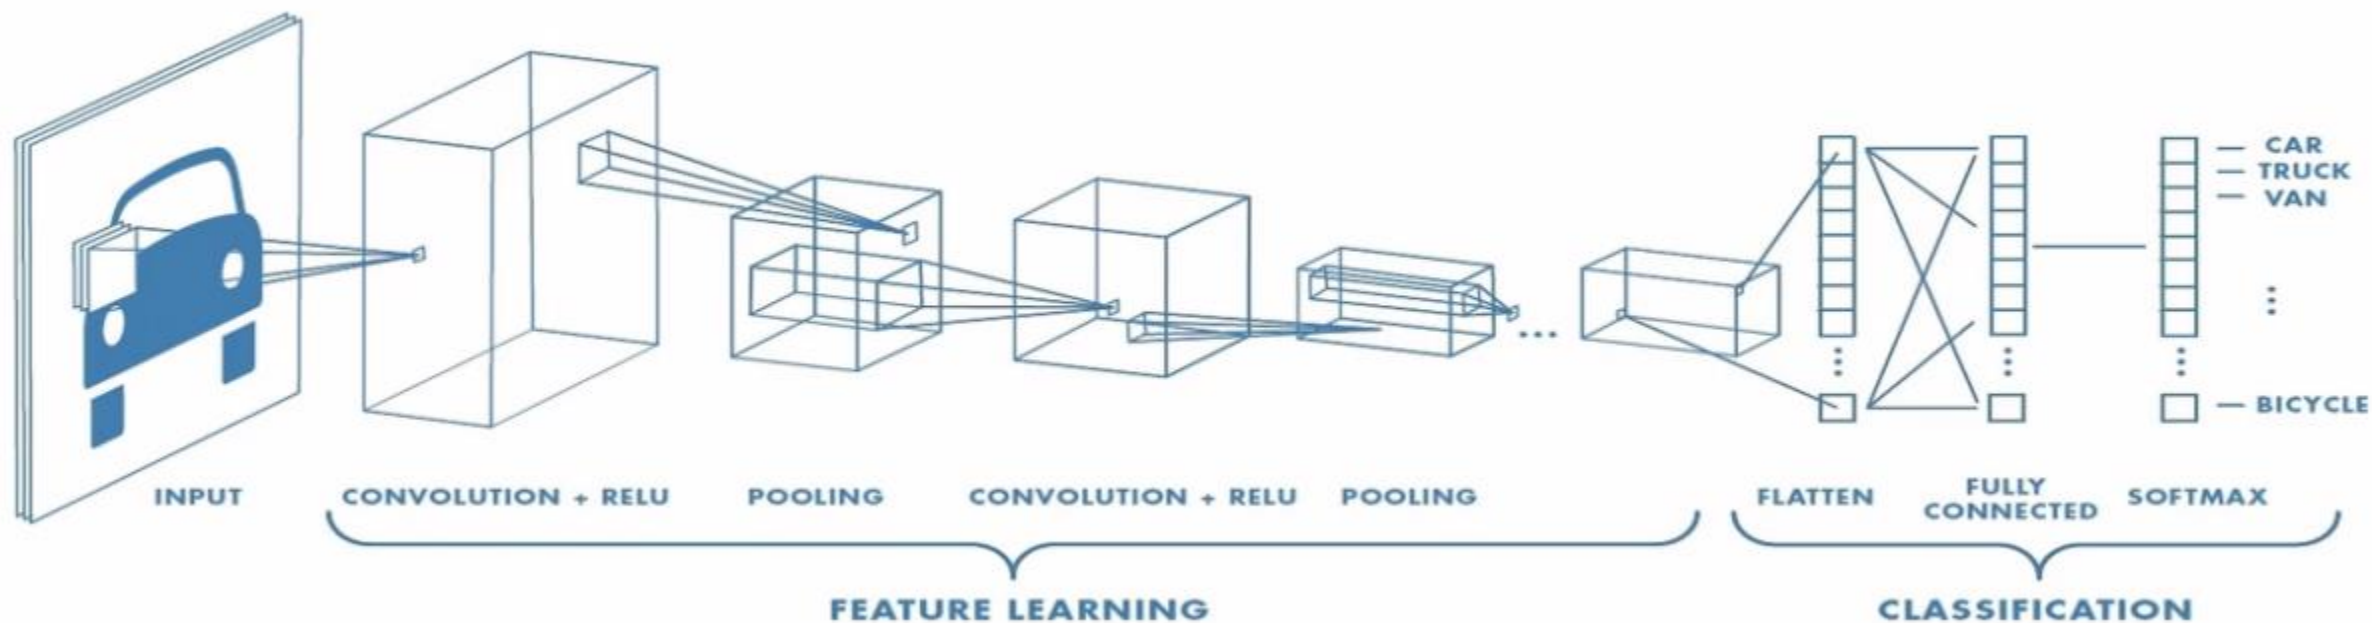 CAR
TRUCK
VAN
BICYCLE
INPUT
CONVOLUTION + RELU
POOLING
CONVOLUTION + RELU
POOLING
FLATTEN
FULLY
CONNECTED
SOFTMAX
FEATURE LEARNING
CLASSIFICATION